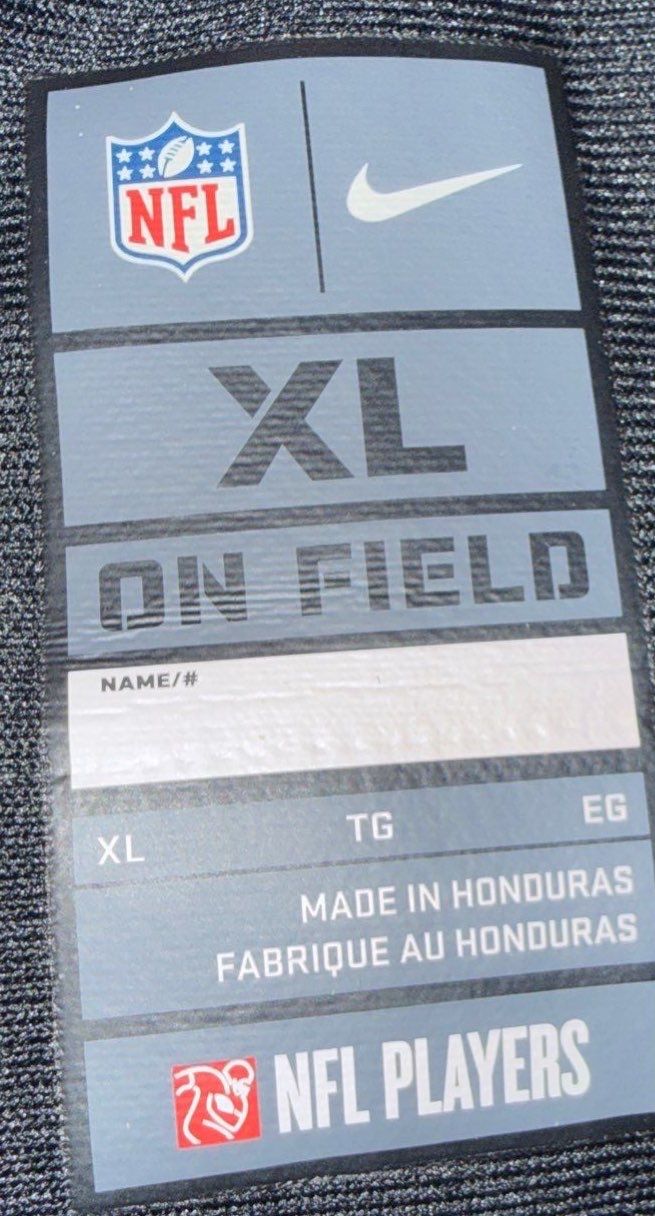 NFL
XL
ON FIELD
NAME/#
XL TG EG
MADE IN HONDURAS
FABRIQUE AU HONDURAS
NFL PLAYERS